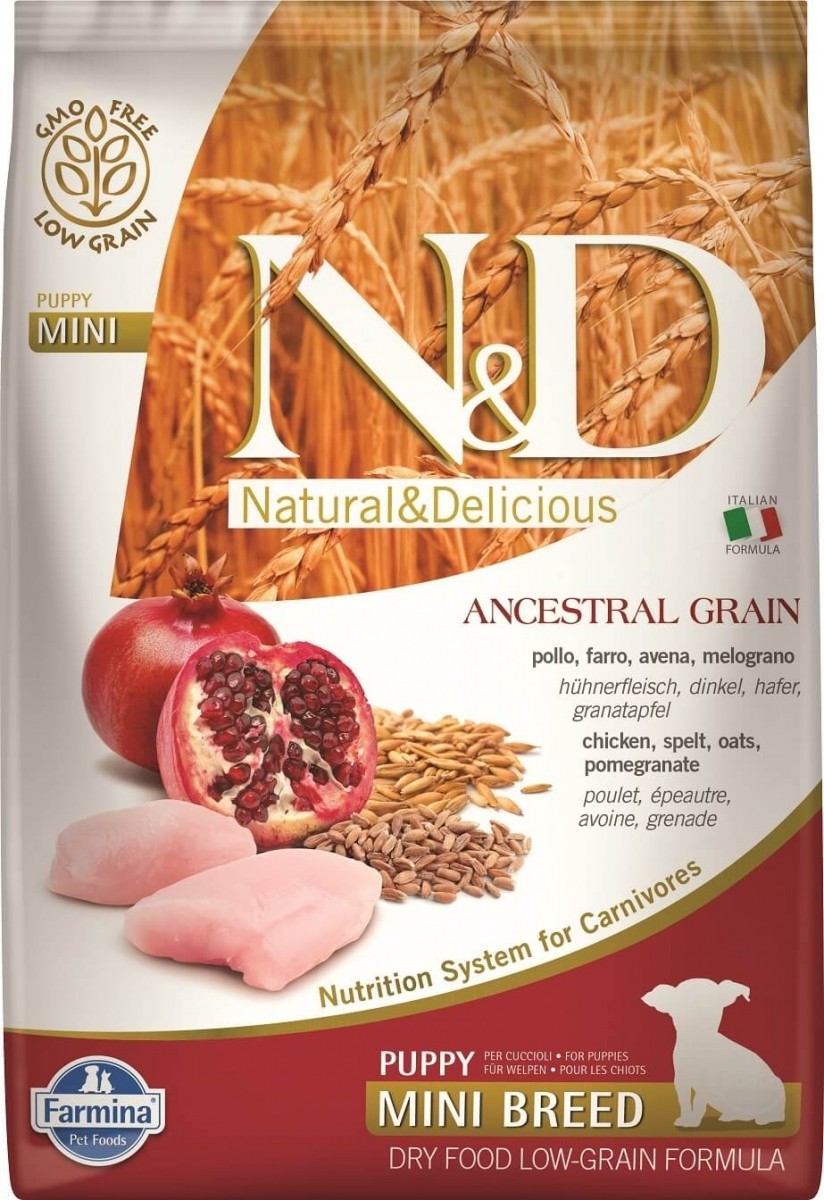 GMO FREE
LOW GRAIN
PUPPY
MINI
N&D
Natural&Delicious
ITALIAN
FORMULA
ANCESTRAL GRAIN
pollo, farro, avena, melograno
hühnerfleisch, dinkel, hafer,
granatapfel
chicken, spelt, oats,
pomegranate
poulet, épeautre,
avoine, grenade
Nutrition System for Carnivores
PUPPY
PER CUCCIOLI • FOR PUPPIES
FÜR WELPEN • POUR LES CHIOTS
MINI BREED
DRY FOOD LOW-GRAIN FORMULA
Farmina
Pet Foods